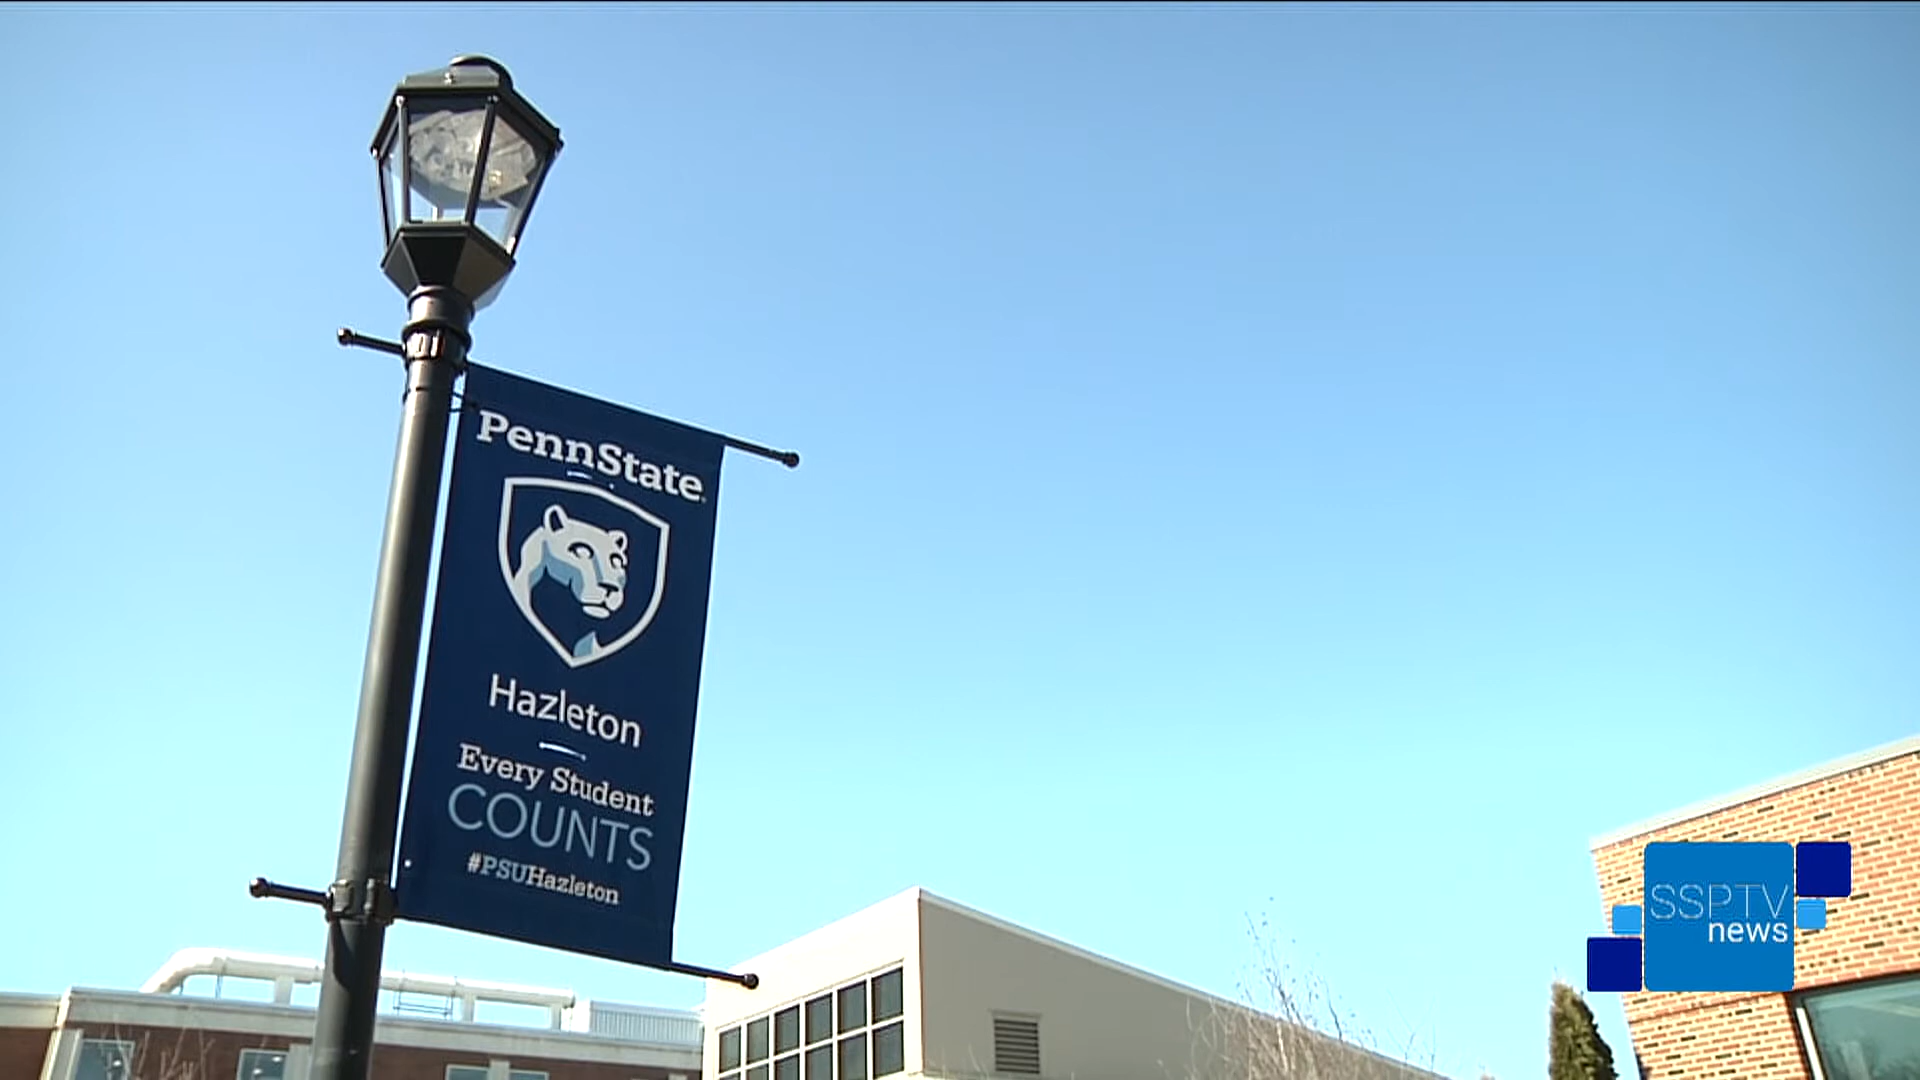 PennState
Hazleton
Every Student
COUNTS
#PSUHazleton
SSPTV
news